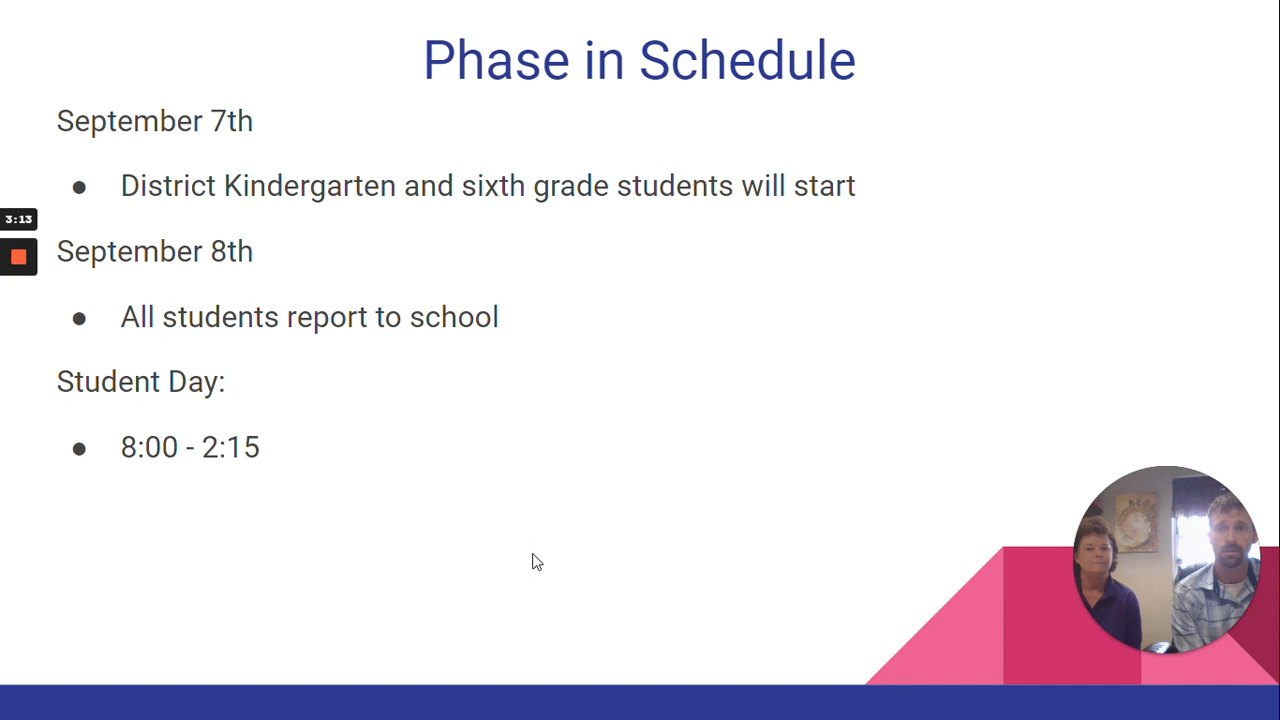 Phase in Schedule
September 7th
● District Kindergarten and sixth grade students will start
3:13
September 8th
● All students report to school
Student Day:
● 8:00 - 2:15